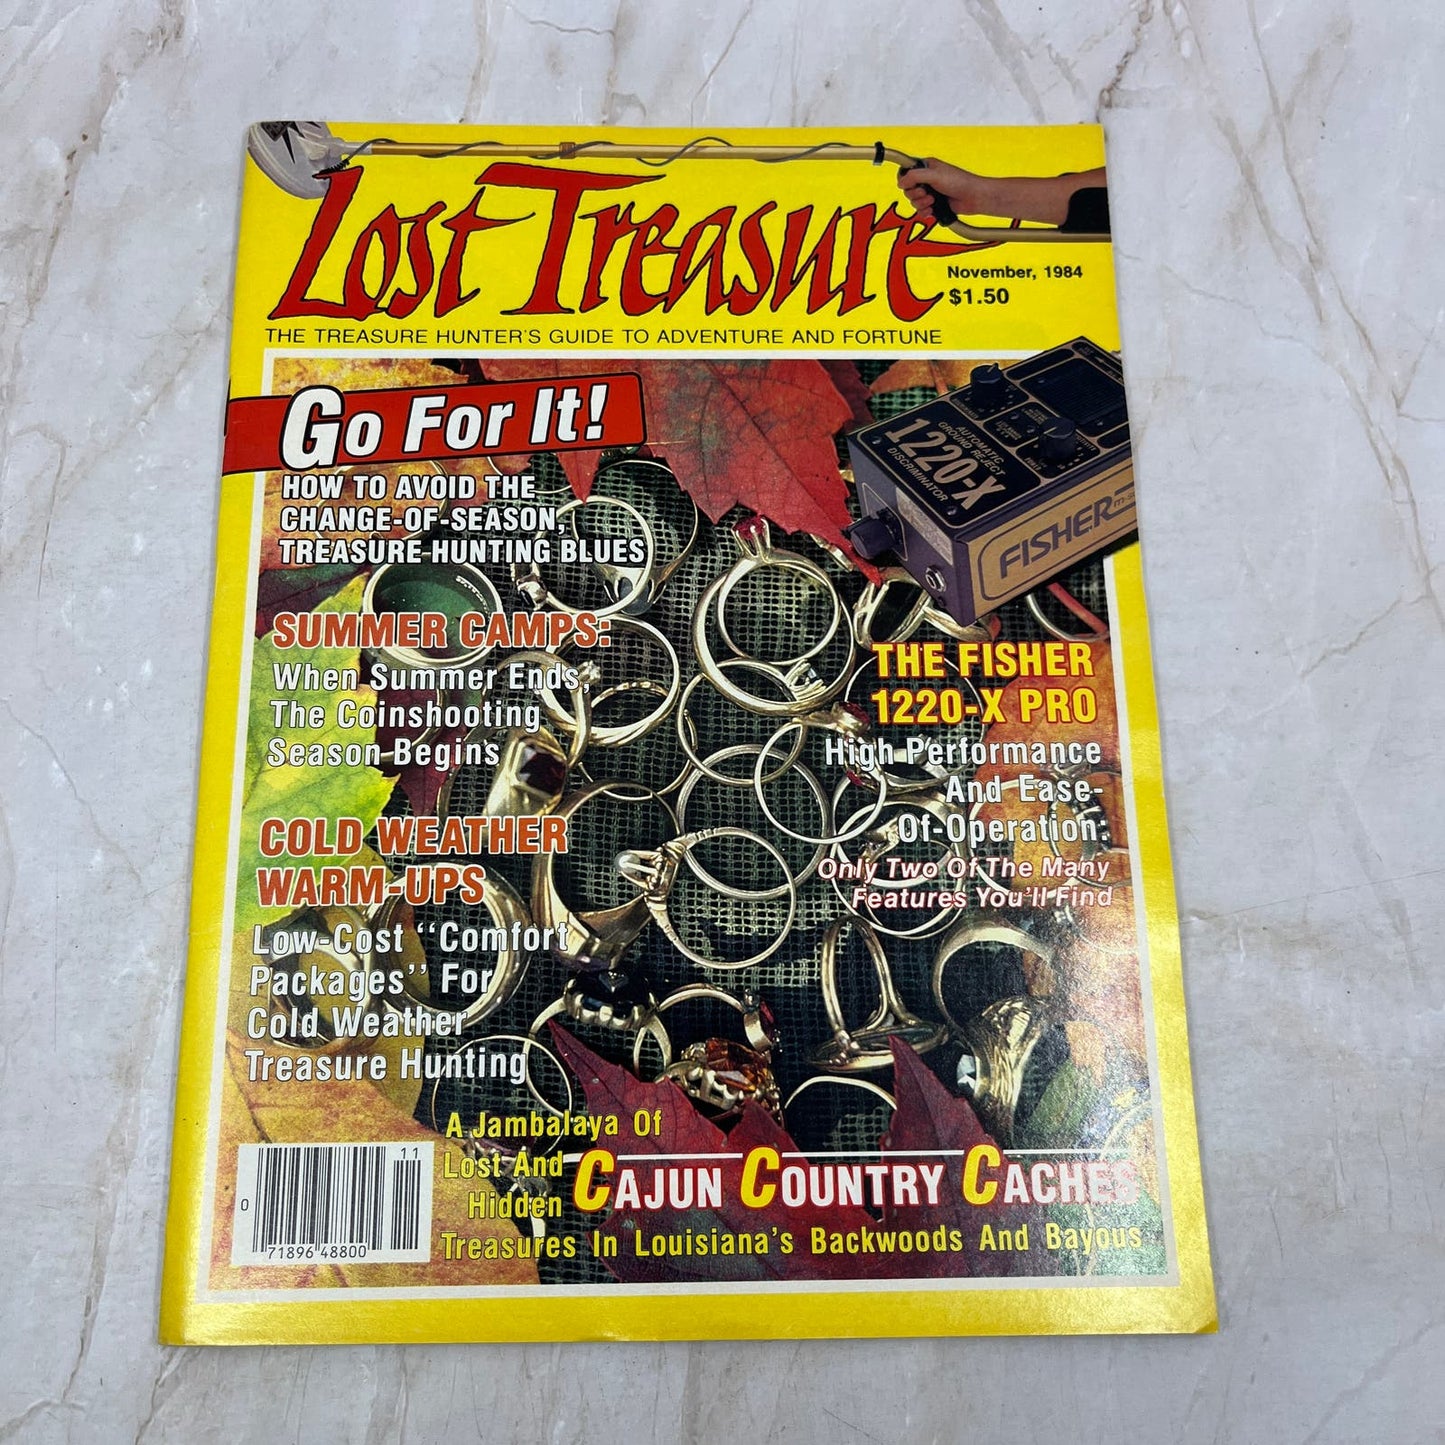 Lost Treasure
November, 1984
$1.50
THE TREASURE HUNTER'S GUIDE TO ADVENTURE AND FORTUNE
Go For It!
HOW TO AVOID THE
CHANGE-OF-SEASON,
TREASURE HUNTING BLUES
AUTOMATIC
GROUND REJECT
1220-X
DISCRIMINATOR
FISHER
SUMMER CAMPS:
When Summer Ends,
The Coinshooting
Season Begins
THE FISHER
1220-X PRO
High Performance
And Ease-
Of-Operation:
Only Two Of The Many
Features You'll Find
COLD WEATHER
WARM-UPS
Low-Cost "Comfort
Packages" For
Cold Weather
Treasure Hunting
A Jambalaya Of
Lost And
Hidden
CAJUN COUNTRY CACHES
Treasures In Louisiana's Backwoods And Bayous
11
0
71896 48800